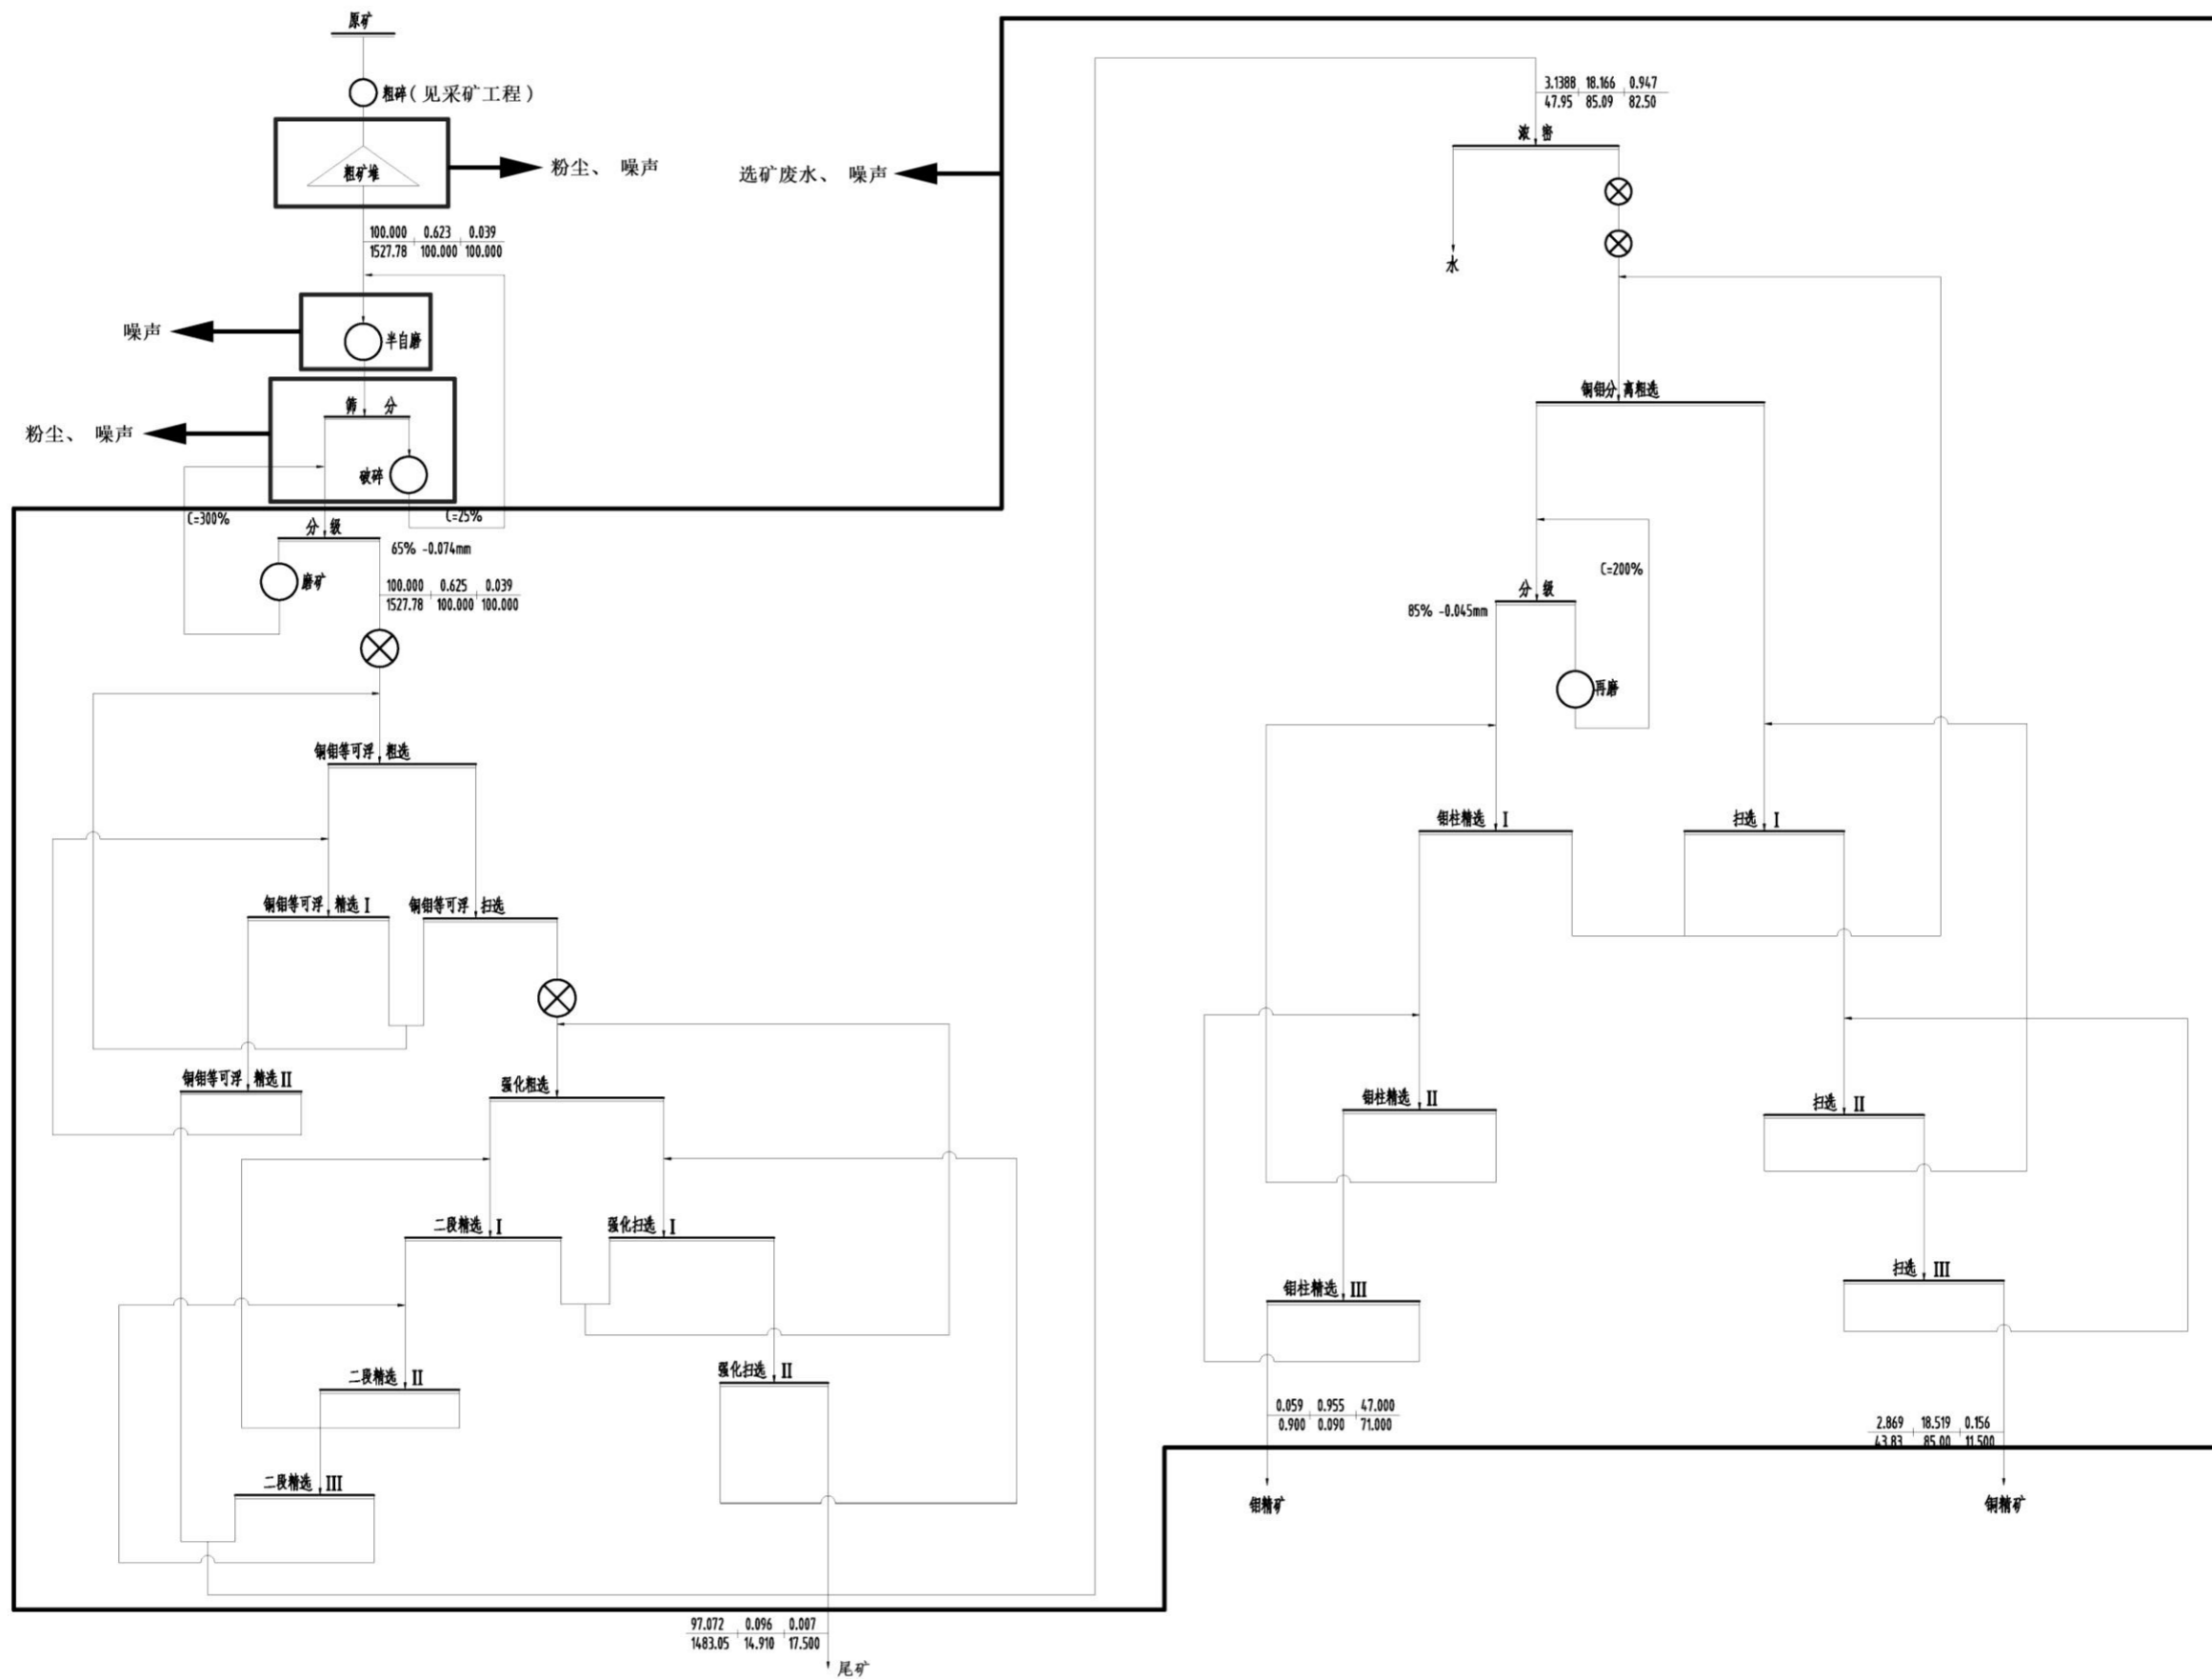 原矿
粗碎(见采矿工程)
粗矿堆
粉尘、 噪声
100.000 0.623 0.039
1527.78 100.000 100.000
噪声
半自磨
筛 分
粉尘、 噪声
破碎
C=300%
C=25%
分 级
65% -0.074mm
磨矿
100.000 0.625 0.039
1527.78 100.000 100.000
铜钼等可浮 粗选
铜钼等可浮 精选 I
铜钼等可浮 扫选
铜钼等可浮 精选 II
强化粗选
二段精选 I
强化扫选 I
二段精选 II
强化扫选 II
二段精选 III
97.072 0.096 0.007
1483.05 14.910 17.500
尾矿
选矿废水、 噪声
3.1388 18.166 0.947
47.95 85.09 82.50
浓 密
水
铜钼分 离粗选
C=200%
分 级
85% -0.045mm
再磨
钼柱精选 I
扫选 I
钼柱精选 II
扫选 II
钼柱精选 III
扫选 III
0.059 0.955 47.000
0.900 0.090 71.000
2.869 18.519 0.156
43.83 85.00 11.500
钼精矿
铜精矿